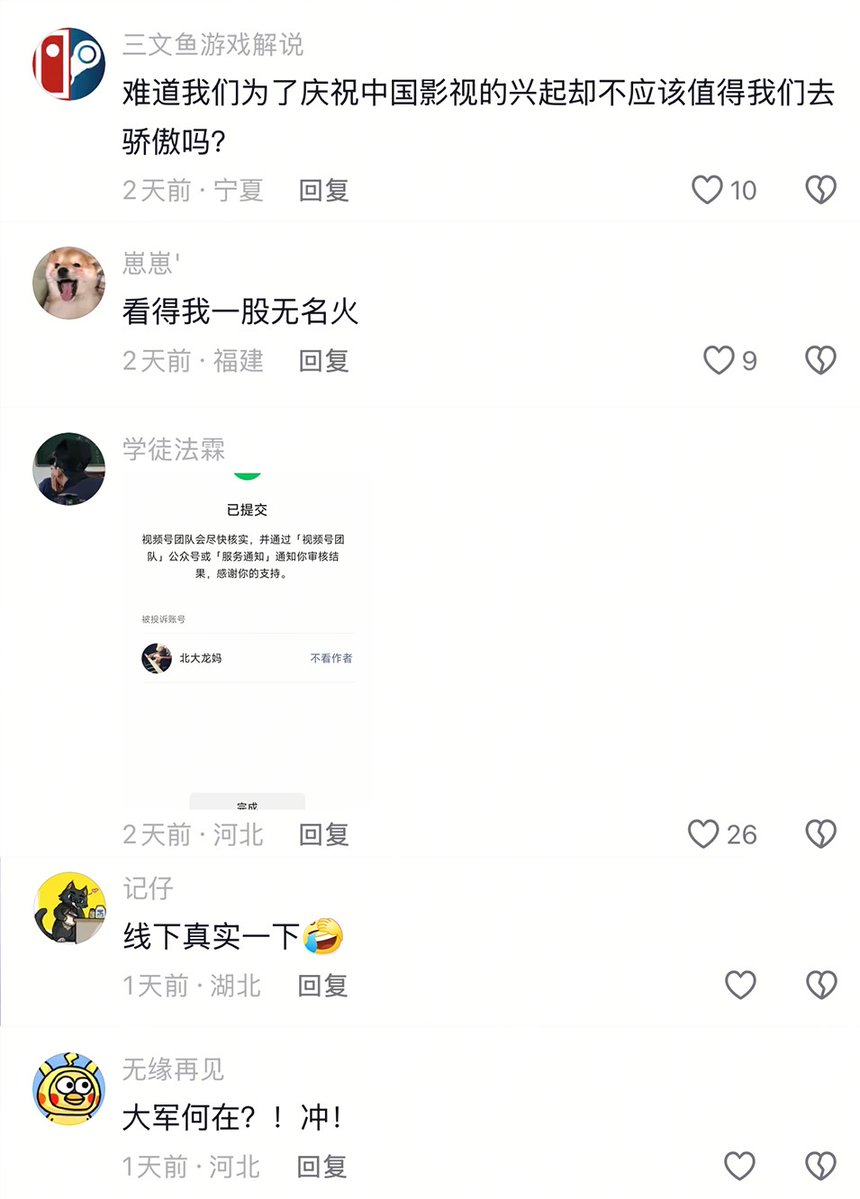 三文鱼游戏解说
难道我们为了庆祝中国影视的兴起却不应该值得我们去
骄傲吗?
2天前·宁夏 回复 10
崽崽'
看得我一股无名火
2天前·福建 回复 9
学徒法霖
已提交
视频号团队会尽快核实,并通过「视频号团
队」公众号或「服务通知」通知你审核结
果,感谢你的支持。
被投诉账号
北大龙妈 不看作者
完成
2天前·河北 回复 26
记仔
线下真实一下🤣
1天前·湖北 回复
无缘再见
大军何在?!冲!
1天前·河北 回复